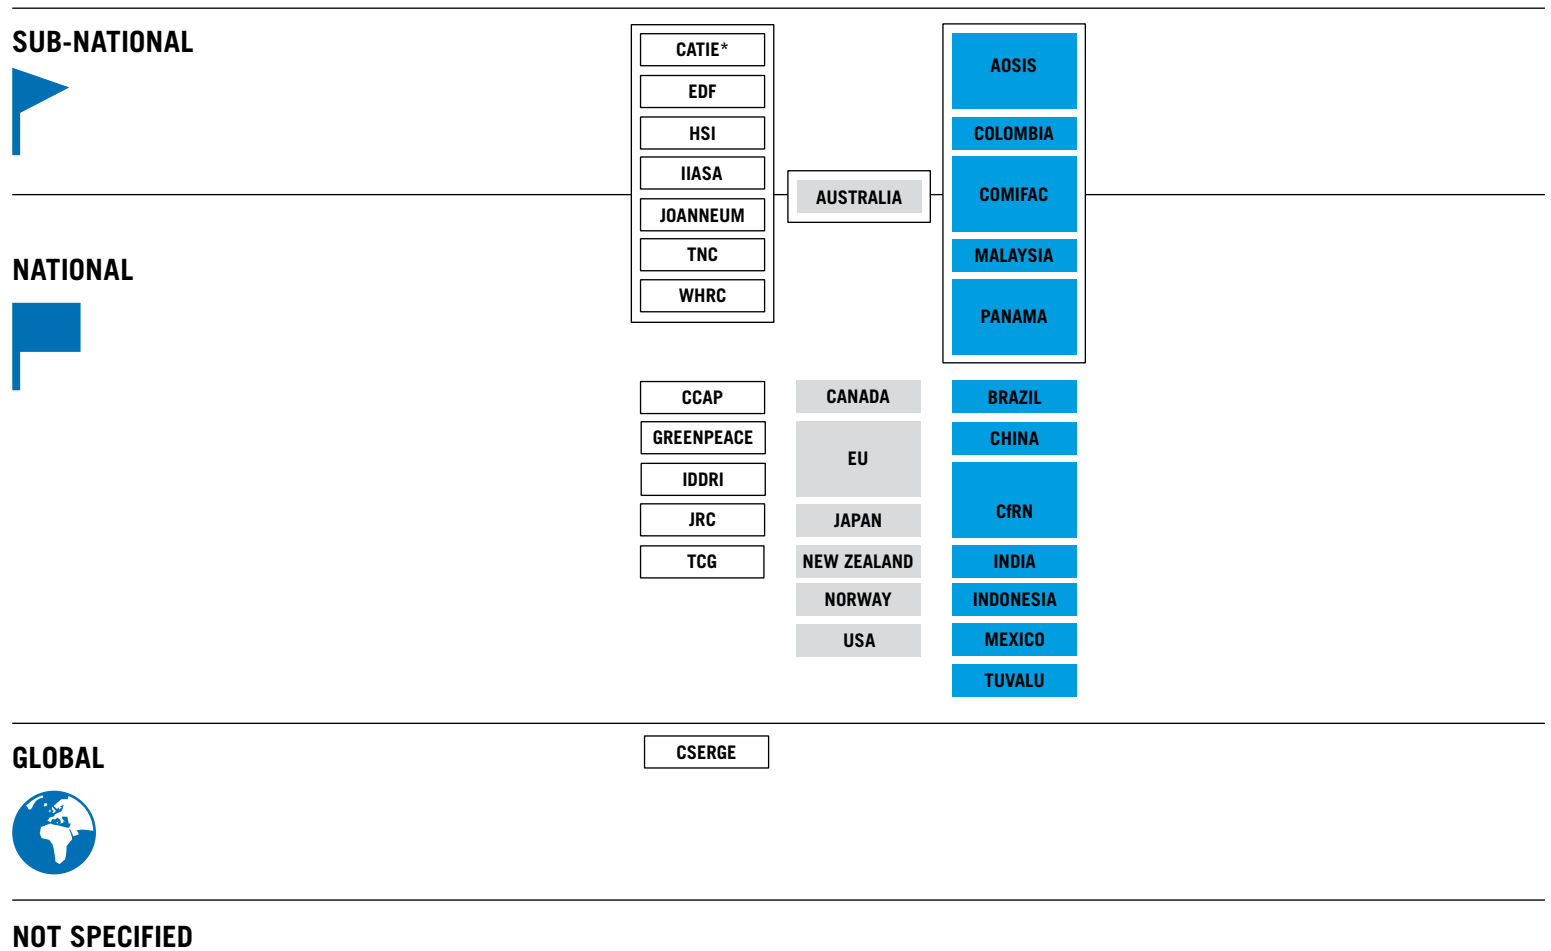 SUB-NATIONAL
CATIE*
EDF
HSI
IIASA
JOANNEUM
TNC
WHRC
AUSTRALIA
AOSIS
COLOMBIA
COMIFAC
MALAYSIA
PANAMA
NATIONAL
CCAP
GREENPEACE
IDDRI
JRC
TCG
CANADA
EU
JAPAN
NEW ZEALAND
NORWAY
USA
BRAZIL
CHINA
CfRN
INDIA
INDONESIA
MEXICO
TUVALU
GLOBAL
CSERGE
NOT SPECIFIED